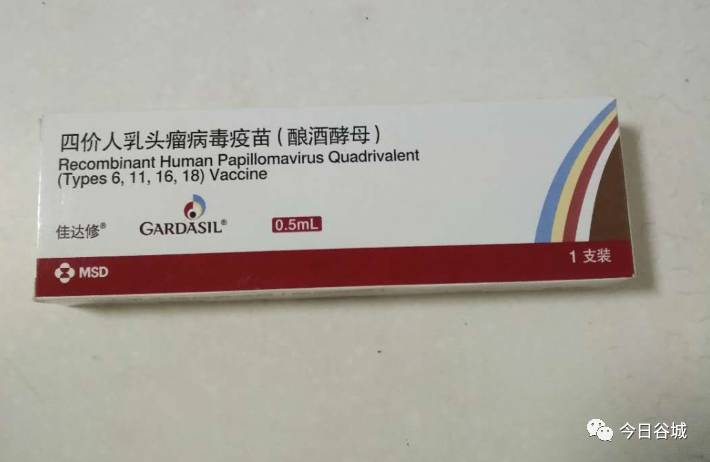 四价人乳头瘤病毒疫苗（酿酒酵母）
Recombinant Human Papillomavirus Quadrivalent
(Types 6, 11, 16, 18) Vaccine
佳达修® GARDASIL® 0.5mL
MSD 1 支装
今日谷城